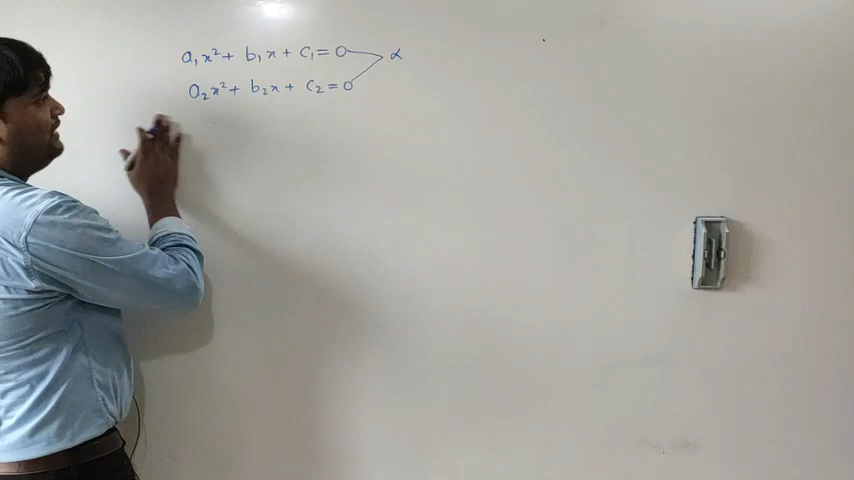 a₁x² + b₁x + c₁ = 0 α
a₂x² + b₂x + c₂ = 0